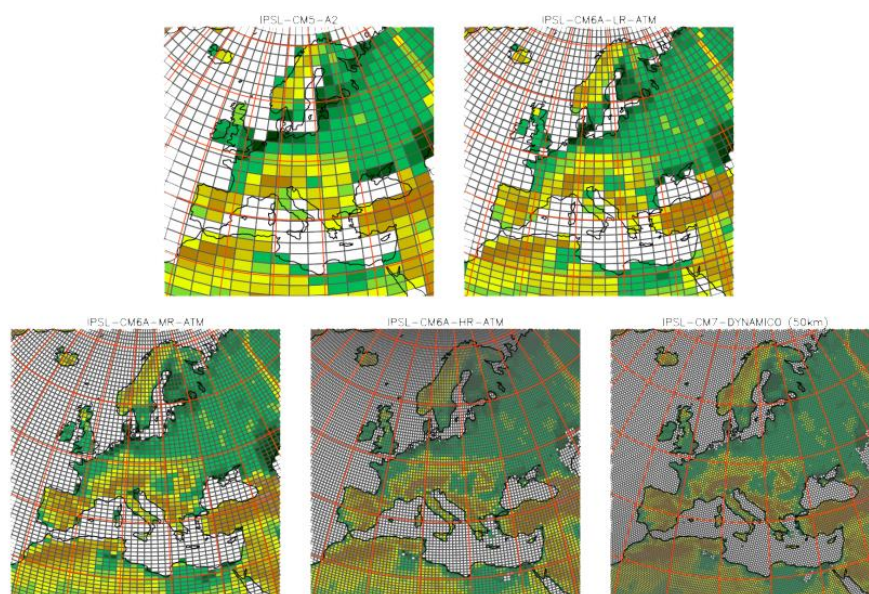 IPSL-CM5-A2
IPSL-CM6A-LR-ATM
IPSL-CM6A-MR-ATM
IPSL-CM6A-HR-ATM
IPSL-CM7-DYNAMICO (50km)